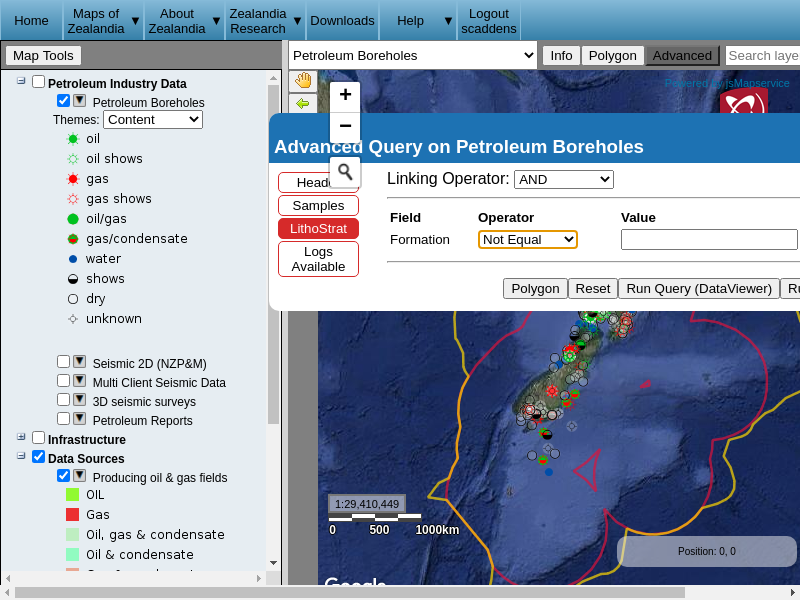 Home
Maps of Zealandia ▼
About Zealandia ▼
Zealandia Research ▼
Downloads
Help ▼
Logout scaddens
Map Tools
Petroleum Boreholes
Info
Polygon
Advanced
Search laye
Petroleum Industry Data
Petroleum Boreholes
Themes: Content
oil
oil shows
gas
gas shows
oil/gas
gas/condensate
water
shows
dry
unknown
Seismic 2D (NZP&M)
Multi Client Seismic Data
3D seismic surveys
Petroleum Reports
Infrastructure
Data Sources
Producing oil & gas fields
OIL
Gas
Oil, gas & condensate
Oil & condensate
Powered by jsMapservice
+
−
Advanced Query on Petroleum Boreholes
Samples
LithoStrat
Logs Available
Linking Operator: AND
Field Operator Value
Formation Not Equal
Polygon
Reset
Run Query (DataViewer)
1:29,410,449
0 500 1000km
Position: 0, 0
Google